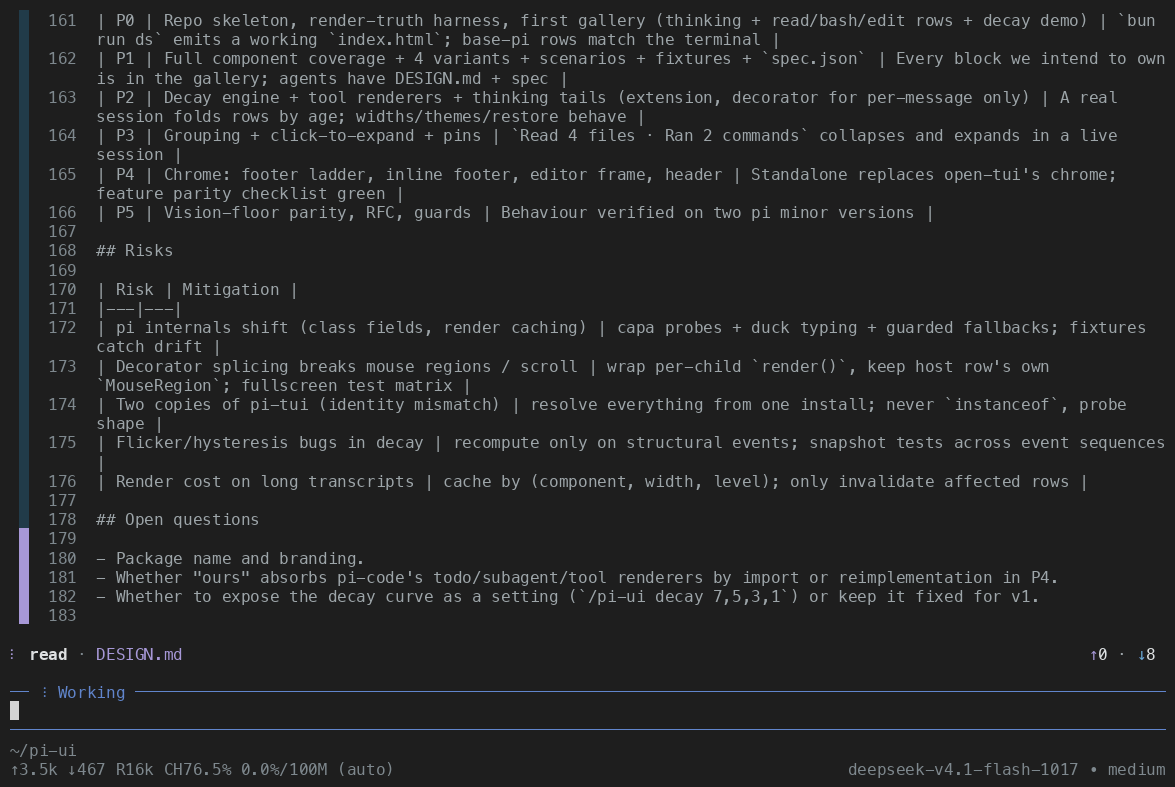 161 | P0 | Repo skeleton, render-truth harness, first gallery (thinking + read/bash/edit rows + decay demo) | `bun
run ds` emits a working `index.html`; base-pi rows match the terminal |
162 | P1 | Full component coverage + 4 variants + scenarios + fixtures + `spec.json` | Every block we intend to own
is in the gallery; agents have DESIGN.md + spec |
163 | P2 | Decay engine + tool renderers + thinking tails (extension, decorator for per-message only) | A real
session folds rows by age; widths/themes/restore behave |
164 | P3 | Grouping + click-to-expand + pins | `Read 4 files · Ran 2 commands` collapses and expands in a live
session |
165 | P4 | Chrome: footer ladder, inline footer, editor frame, header | Standalone replaces open-tui's chrome;
feature parity checklist green |
166 | P5 | Vision-floor parity, RFC, guards | Behaviour verified on two pi minor versions |
167
168 ## Risks
169
170 | Risk | Mitigation |
171 |---|---|
172 | pi internals shift (class fields, render caching) | capa probes + duck typing + guarded fallbacks; fixtures
catch drift |
173 | Decorator splicing breaks mouse regions / scroll | wrap per-child `render()`, keep host row's own
`MouseRegion`; fullscreen test matrix |
174 | Two copies of pi-tui (identity mismatch) | resolve everything from one install; never `instanceof`, probe
shape |
175 | Flicker/hysteresis bugs in decay | recompute only on structural events; snapshot tests across event sequences
|
176 | Render cost on long transcripts | cache by (component, width, level); only invalidate affected rows |
177
178 ## Open questions
179
180 - Package name and branding.
181 - Whether "ours" absorbs pi-code's todo/subagent/tool renderers by import or reimplementation in P4.
182 - Whether to expose the decay curve as a setting (`/pi-ui decay 7,5,3,1`) or keep it fixed for v1.
183
⁝ read · DESIGN.md ↑0 · ↓8
⁝ Working
~/pi-ui
↑3.5k ↓467 R16k CH76.5% 0.0%/100M (auto) deepseek-v4.1-flash-1017 • medium